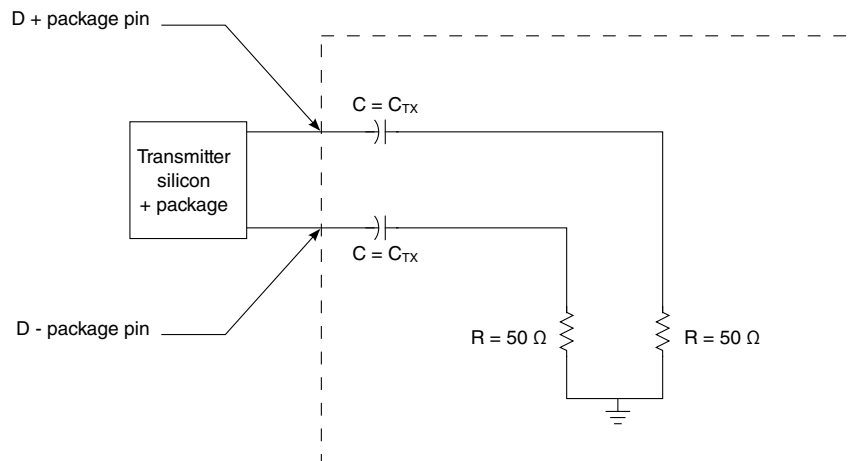 D + package pin
C = CTX
Transmitter
silicon
+ package
C = CTX
D - package pin
R = 50 Ω
R = 50 Ω